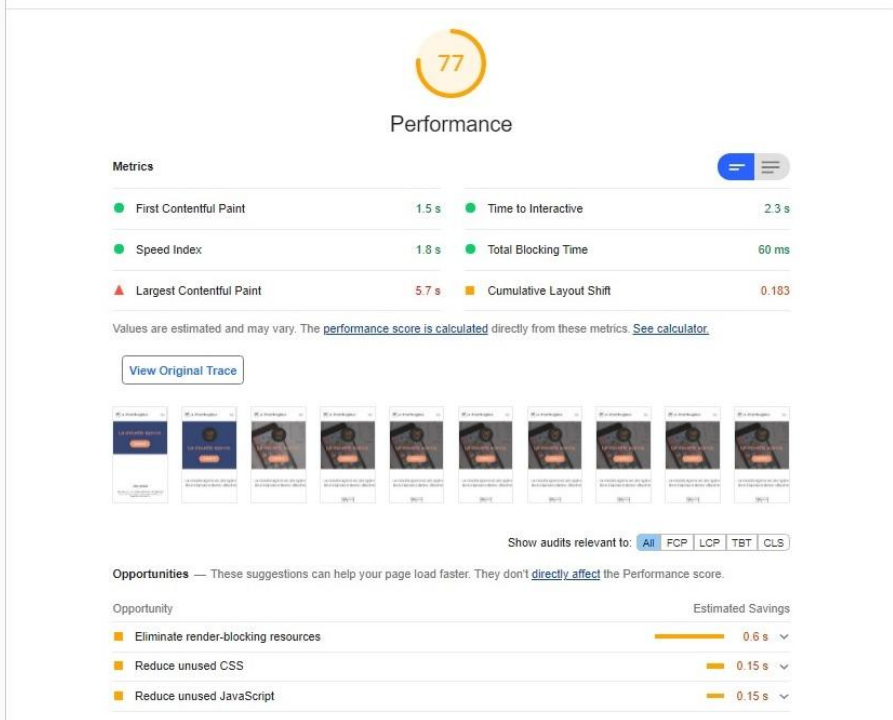 77
Performance
Metrics
First Contentful Paint 1.5 s
Time to Interactive 2.3 s
Speed Index 1.8 s
Total Blocking Time 60 ms
Largest Contentful Paint 5.7 s
Cumulative Layout Shift 0.183
Values are estimated and may vary. The performance score is calculated directly from these metrics. See calculator.
View Original Trace
Show audits relevant to: All FCP LCP TBT CLS
Opportunities — These suggestions can help your page load faster. They don't directly affect the Performance score.
Opportunity Estimated Savings
Eliminate render-blocking resources 0.6 s
Reduce unused CSS 0.15 s
Reduce unused JavaScript 0.15 s